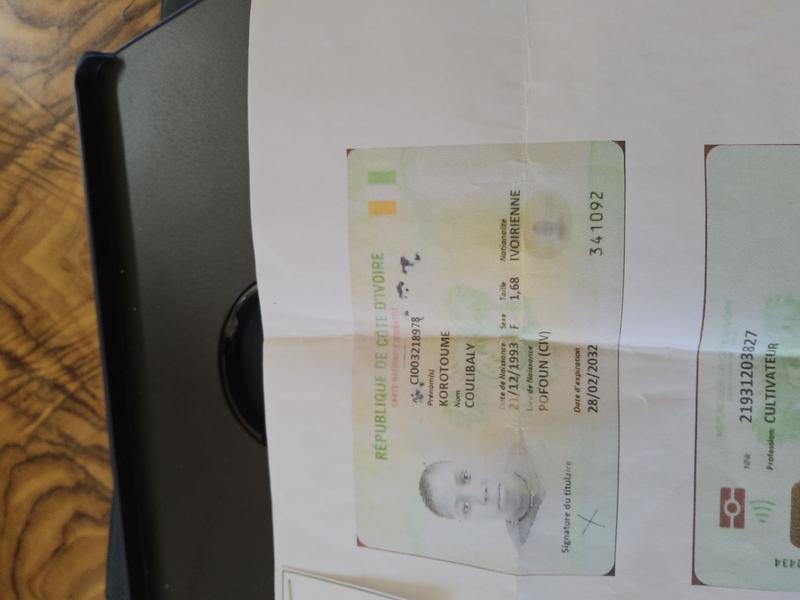 RÉPUBLIQUE DE CÔTE D'IVOIRE
CI003218978
Prénom(s)
KOROTOUME
Nom
COULIBALY
Date de Naissance Sexe Taille Nationalité
21/12/1993 F 1,68 IVOIRIENNE
Lieu de Naissance
POFOUN (CIV)
Date d'expiration
28/02/2032
341092
Signature du titulaire
NNI
21931203827
Profession: CULTIVATEUR
2434